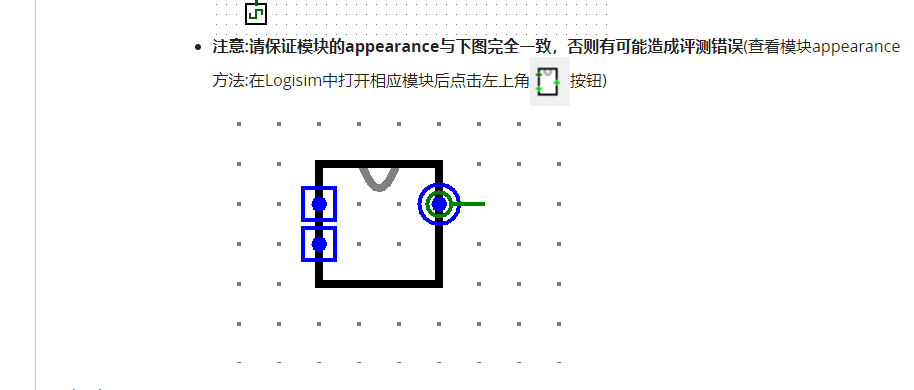 注意:请保证模块的appearance与下图完全一致，否则有可能造成评测错误(查看模块appearance
方法:在Logisim中打开相应模块后点击左上角 按钮)